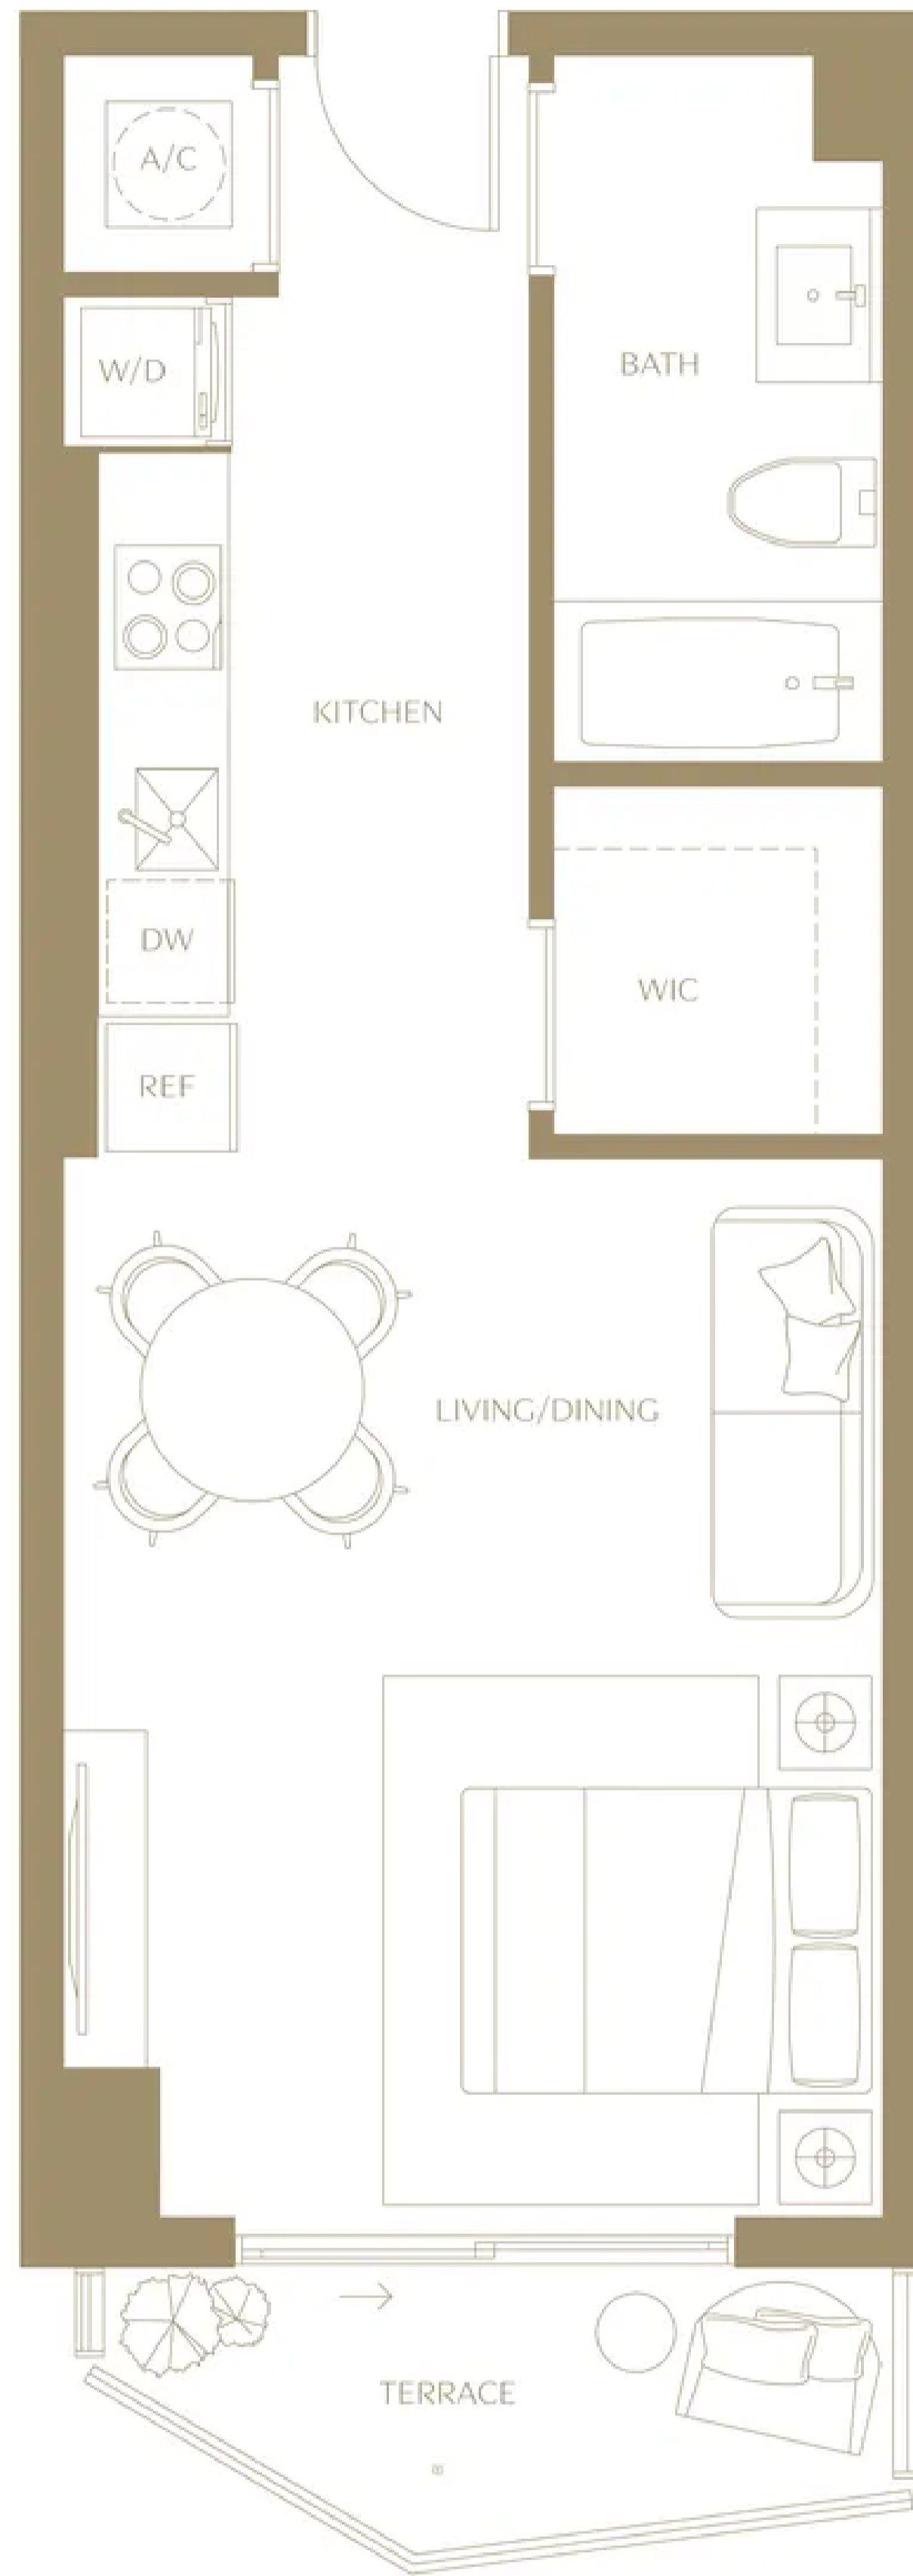 A/C
W/D
BATH
KITCHEN
DW
WIC
REF
LIVING/DINING
TERRACE